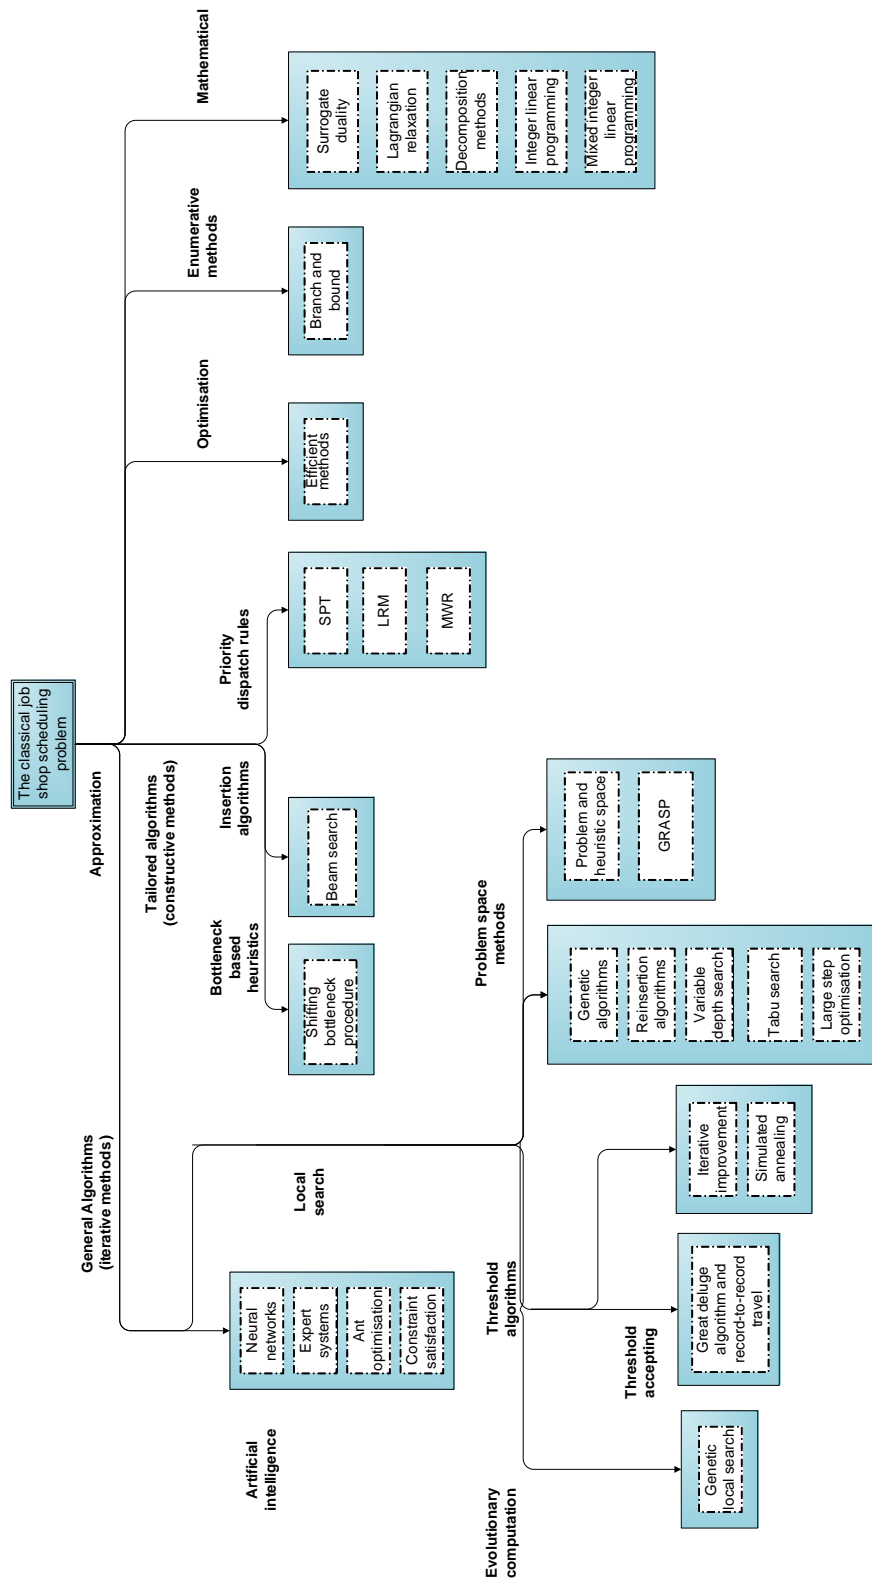 The classical job
shop scheduling
problem
Approximation
General Algorithms
(iterative methods)
Tailored algorithms
(constructive methods)
Optimisation
Enumerative
methods
Mathematical
Artificial
intelligence
Neural
networks
Expert
systems
Ant
optimisation
Constraint
satisfaction
Local
search
Bottleneck
based
heuristics
Shifting
bottleneck
procedure
Insertion
algorithms
Beam search
Priority
dispatch rules
SPT
LRM
MWR
Efficient
methods
Branch and
bound
Surrogate
duality
Lagrangian
relaxation
Decomposition
methods
Integer linear
programming
Mixed integer
linear
programming
Evolutionary
computation
Genetic
local search
Threshold
algorithms
Threshold
accepting
Great deluge
algorithm and
record-to-record
travel
Iterative
improvement
Simulated
annealing
Genetic
algorithms
Reinsertion
algorithms
Variable
depth search
Tabu search
Large step
optimisation
Problem space
methods
Problem and
heuristic space
GRASP